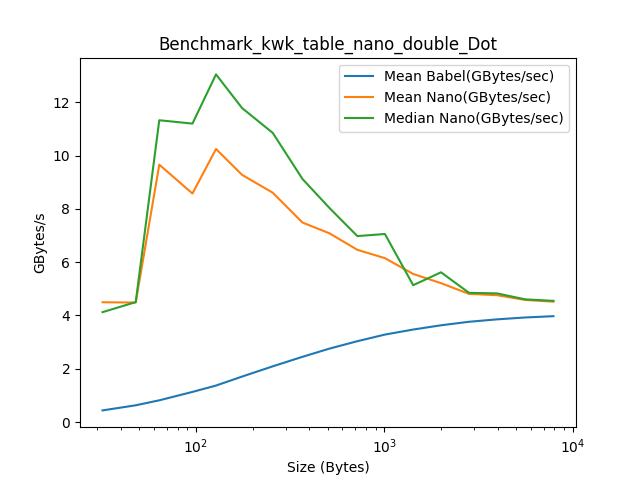 Benchmark_kwk_table_nano_double_Dot
Mean Babel(GBytes/sec)
Mean Nano(GBytes/sec)
Median Nano(GBytes/sec)
GBytes/s
12
10
8
6
4
2
0
10²
10³
10⁴
Size (Bytes)